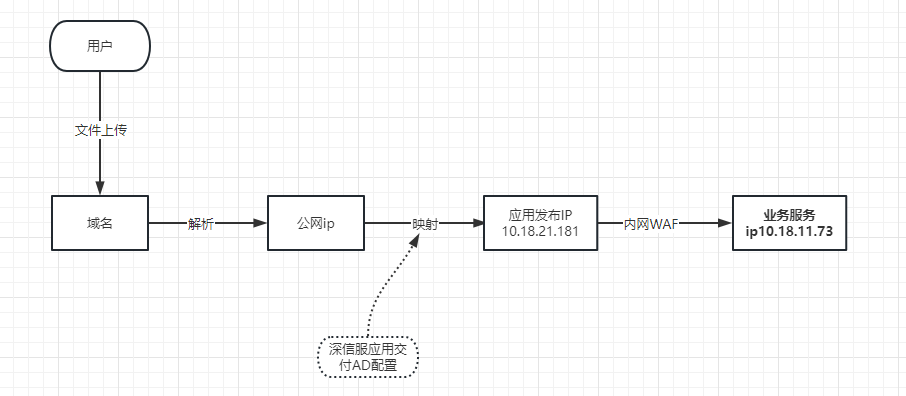 用户
文件上传
域名
解析
公网ip
映射
应用发布IP
10.18.21.181
内网WAF
业务服务
ip10.18.11.73
深信服应用交
付AD配置